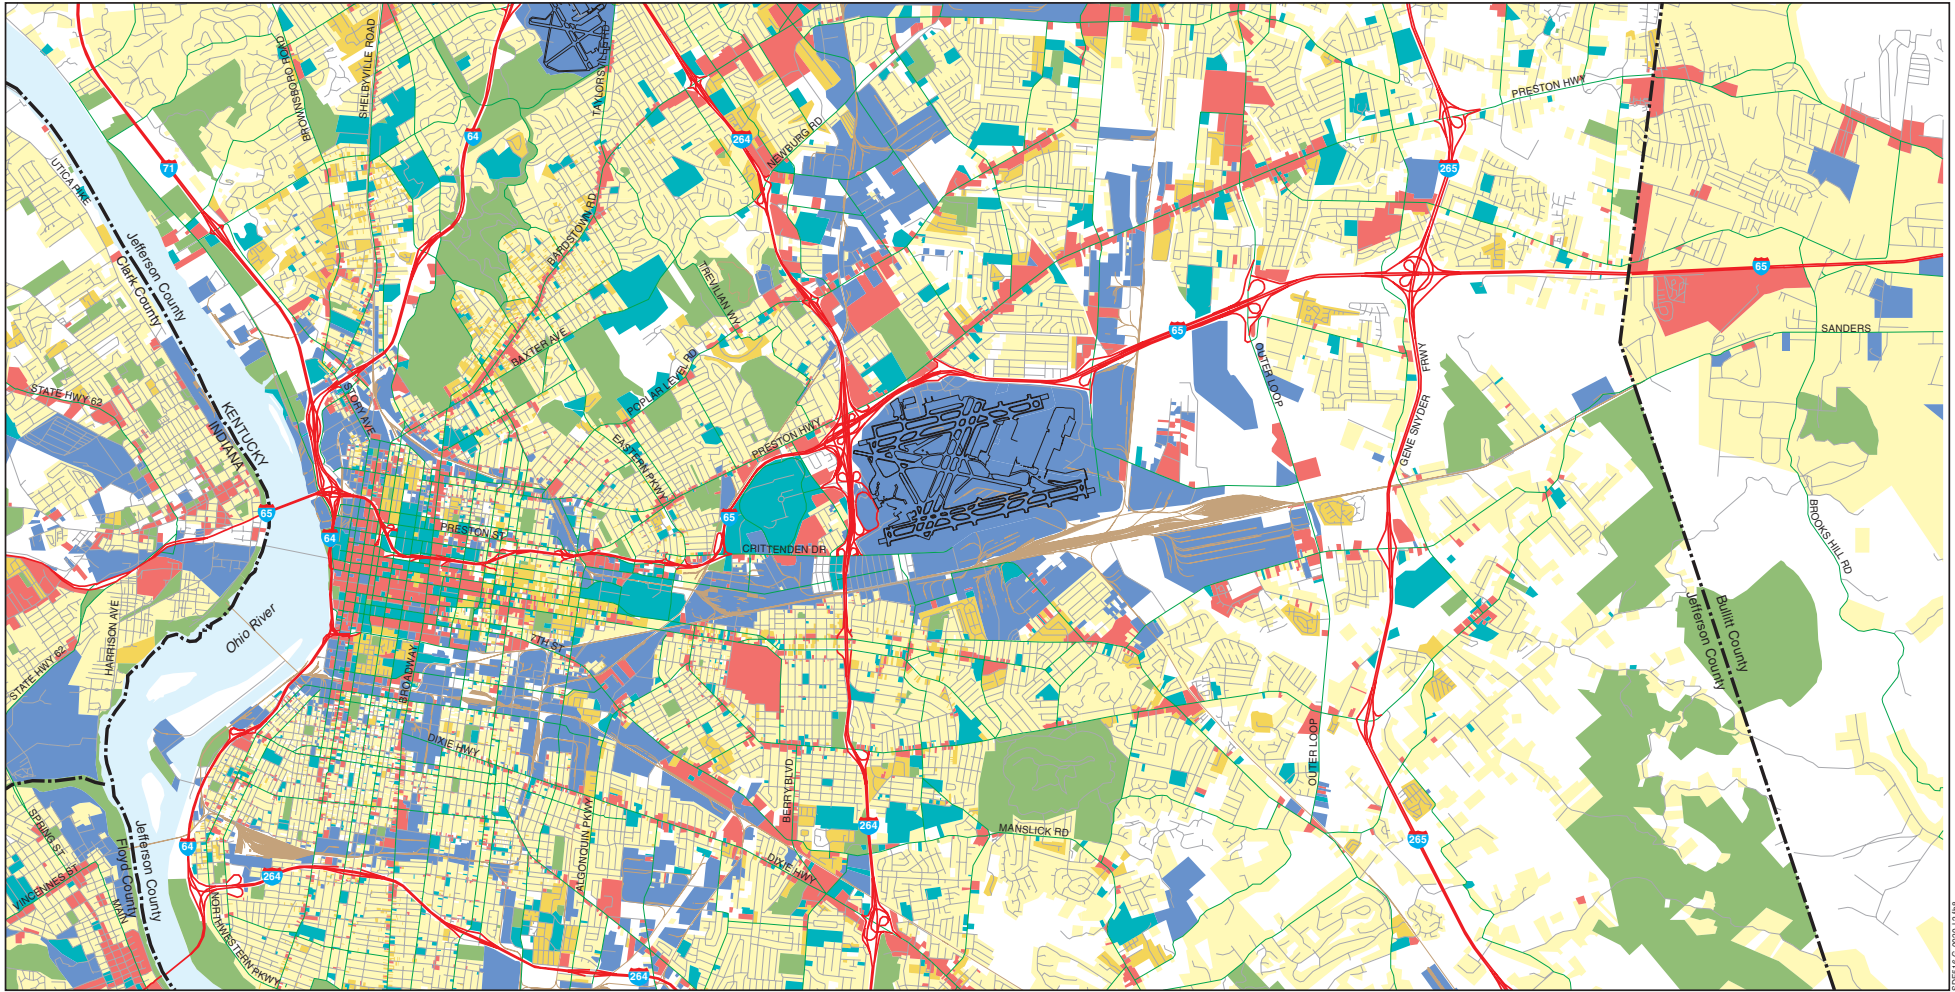 BROWNSBORO ROAD
SHELBYVILLE ROAD
TAYLORSVILLE RD
64
264
NEWBURG RD
PRESTON HWY
265
71
UTICA PIKE
Jefferson County
Clark County
BARDSTOWN RD
TREVILIAN WY
65
65
SANDERS
BAXTER AV
POPLAR LEVEL RD
OUTER LOOP
FRWY
GENE SNYDER
STATE HWY 62
STORY AVE
KENTUCKY
INDIANA
EASTERN PKWY
PRESTON HWY
65
65
64
PRESTON ST
CRITTENDEN DR
BROOKS HILL RD
Ohio River
HARRISON AVE
STATE HWY 62
7TH ST
BROADWAY
Bullitt County
Jefferson County
DIXIE HWY
OUTER LOOP
BERRY BLVD
ALGONQUIN PKWY
MANSLICK RD
264
265
SPRING ST
Jefferson County
Floyd County
64
264
VINCENNES ST
MAIN
DIXIE HWY
NORTHWESTERN PKWY
264